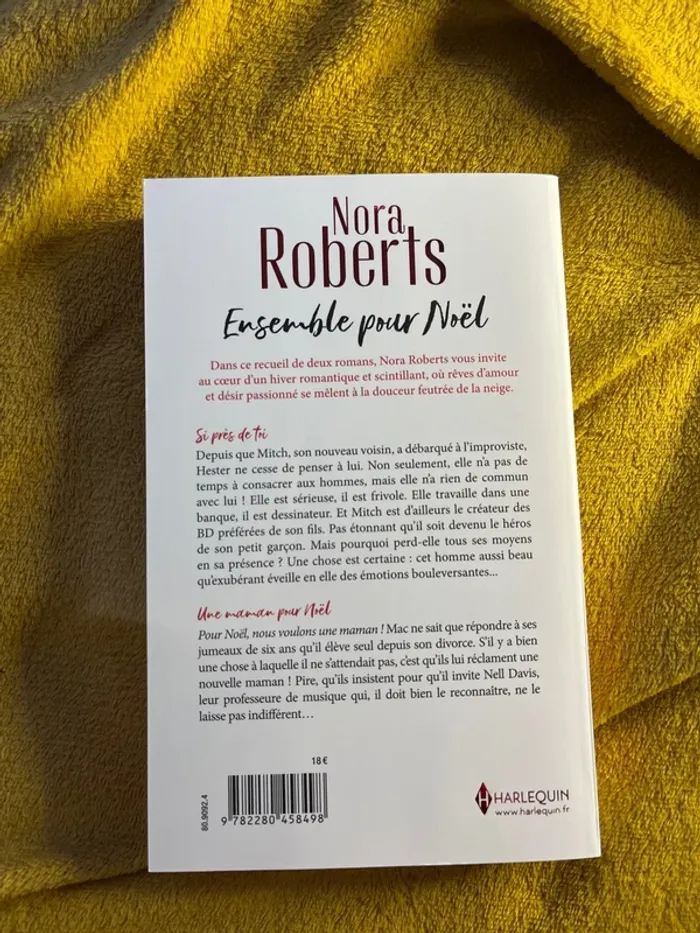 Nora
Roberts
Ensemble pour Noël
Dans ce recueil de deux romans, Nora Roberts vous invite
au cœur d'un hiver romantique et scintillant, où rêves d'amour
et désir passionné se mêlent à la douceur feutrée de la neige.
Si près de toi
Depuis que Mitch, son nouveau voisin, a débarqué à l'improviste,
Hester ne cesse de penser à lui. Non seulement, elle n'a pas de
temps à consacrer aux hommes, mais elle n'a rien de commun
avec lui ! Elle est sérieuse, il est frivole. Elle travaille dans une
banque, il est dessinateur. Et Mitch est d'ailleurs le créateur des
BD préférées de son fils. Pas étonnant qu'il soit devenu le héros
de son petit garçon. Mais pourquoi perd-elle tous ses moyens
en sa présence ? Une chose est certaine : cet homme aussi beau
qu'exubérant éveille en elle des émotions bouleversantes...
Une maman pour Noël
Pour Noël, nous voulons une maman ! Mac ne sait que répondre à ses
jumeaux de six ans qu'il élève seul depuis son divorce. S'il y a bien
une chose à laquelle il ne s'attendait pas, c'est qu'ils lui réclament une
nouvelle maman ! Pire, qu'ils insistent pour qu'il invite Nell Davis,
leur professeure de musique qui, il doit bien le reconnaître, ne le
laisse pas indifférent…
18 €
80.9092.4
9 782280 458498
H HARLEQUIN
www.harlequin.fr